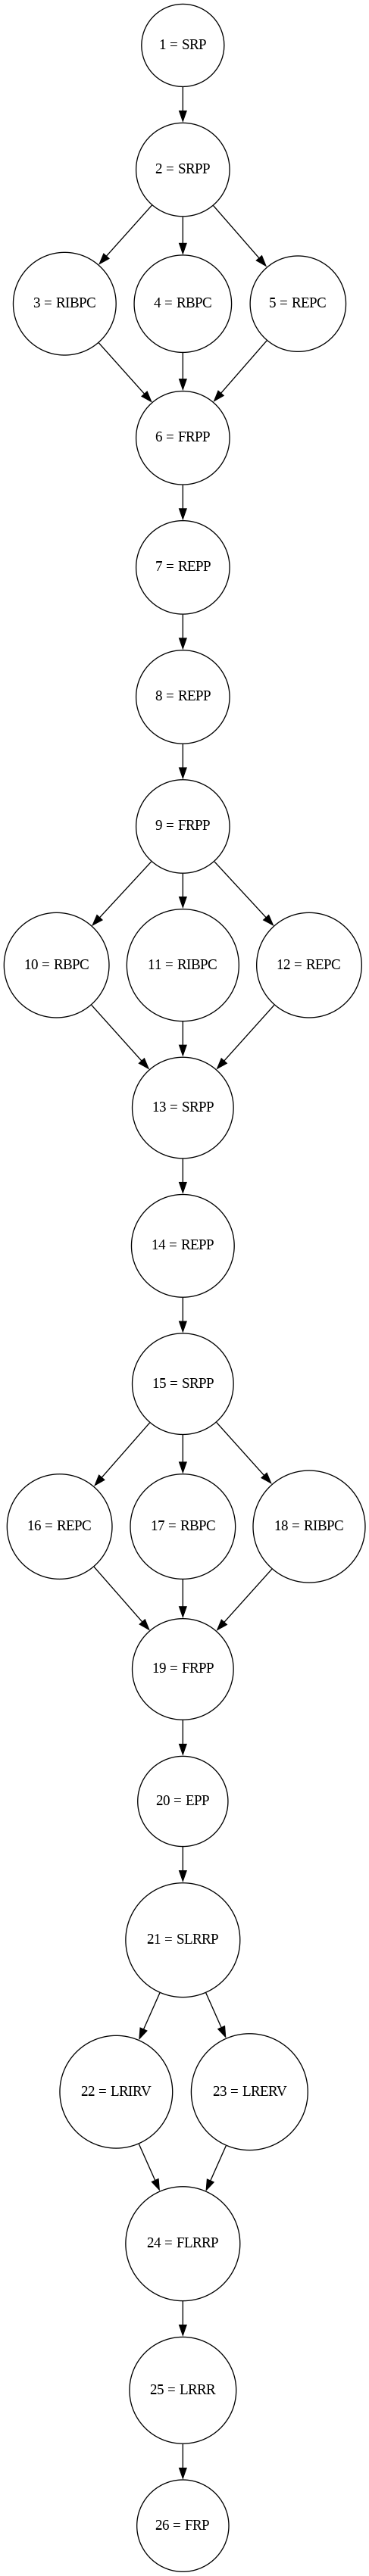 1 = SRP
2 = SRPP
3 = RIBPC
4 = RBPC
5 = REPC
6 = FRPP
7 = REPP
8 = REPP
9 = FRPP
10 = RBPC
11 = RIBPC
12 = REPC
13 = SRPP
14 = REPP
15 = SRPP
16 = REPC
17 = RBPC
18 = RIBPC
19 = FRPP
20 = EPP
21 = SLRRP
22 = LRIRV
23 = LRERV
24 = FLRRP
25 = LRRR
26 = FRP